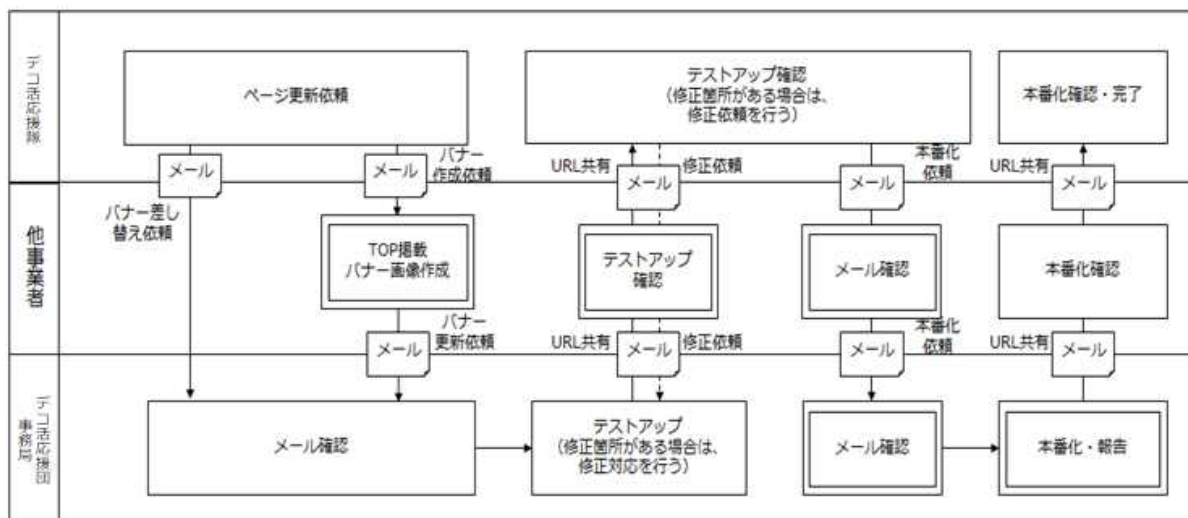 デコ活応援隊
ページ更新依頼
テストアップ確認
（修正箇所がある場合は、
修正依頼を行う）
本番化確認・完了
メール
メール
バナー
作成依頼
URL共有
メール
修正依頼
メール
本番化
依頼
URL共有
メール
他事業者
バナー差し
替え依頼
TOP掲載
バナー画像作成
テストアップ
確認
メール確認
本番化確認
メール
バナー
更新依頼
URL共有
メール
修正依頼
メール
本番化
依頼
URL共有
メール
デコ活応援団
事務局
メール確認
テストアップ
（修正箇所がある場合は、
修正対応を行う）
メール確認
本番化・報告